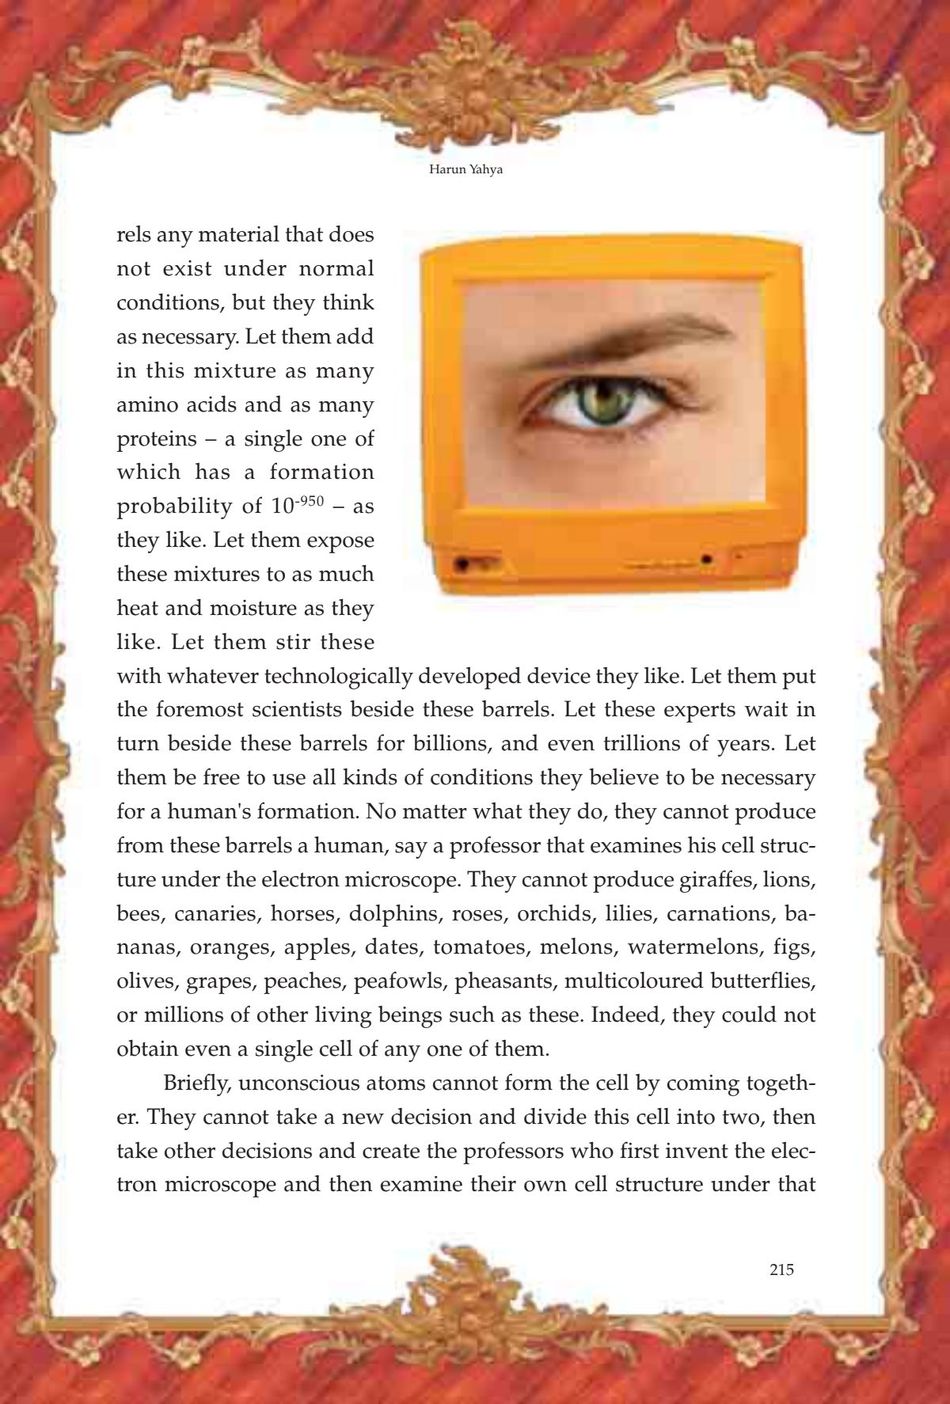 Harun Yahya
rels any material that does
not exist under normal
conditions, but they think
as necessary. Let them add
in this mixture as many
amino acids and as many
proteins – a single one of
which has a formation
probability of 10-950 – as
they like. Let them expose
these mixtures to as much
heat and moisture as they
like. Let them stir these
with whatever technologically developed device they like. Let them put
the foremost scientists beside these barrels. Let these experts wait in
turn beside these barrels for billions, and even trillions of years. Let
them be free to use all kinds of conditions they believe to be necessary
for a human's formation. No matter what they do, they cannot produce
from these barrels a human, say a professor that examines his cell struc-
ture under the electron microscope. They cannot produce giraffes, lions,
bees, canaries, horses, dolphins, roses, orchids, lilies, carnations, ba-
nanas, oranges, apples, dates, tomatoes, melons, watermelons, figs,
olives, grapes, peaches, peafowls, pheasants, multicoloured butterflies,
or millions of other living beings such as these. Indeed, they could not
obtain even a single cell of any one of them.
Briefly, unconscious atoms cannot form the cell by coming togeth-
er. They cannot take a new decision and divide this cell into two, then
take other decisions and create the professors who first invent the elec-
tron microscope and then examine their own cell structure under that
215